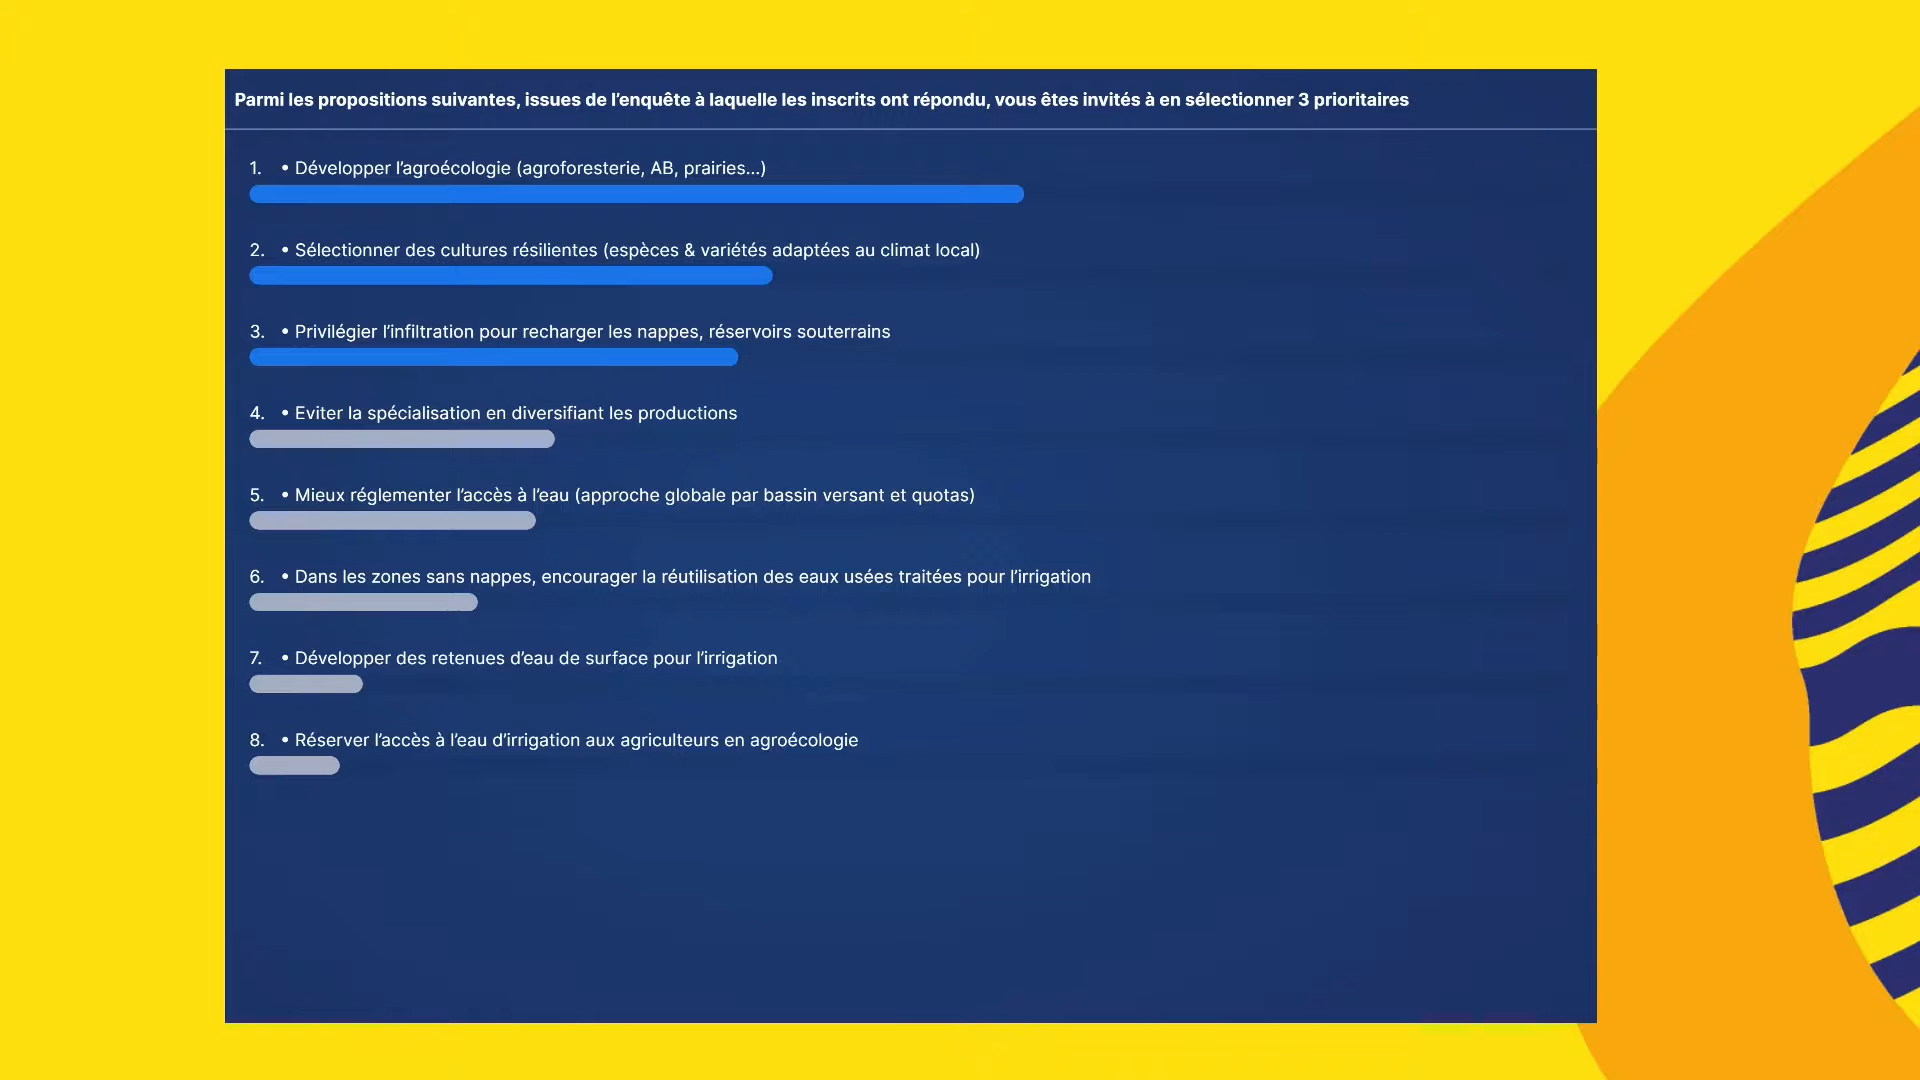 Parmi les propositions suivantes, issues de l’enquête à laquelle les inscrits ont répondu, vous êtes invités à en sélectionner 3 prioritaires
1. • Développer l’agroécologie (agroforesterie, AB, prairies...)
2. • Sélectionner des cultures résilientes (espèces & variétés adaptées au climat local)
3. • Privilégier l’infiltration pour recharger les nappes, réservoirs souterrains
4. • Eviter la spécialisation en diversifiant les productions
5. • Mieux réglementer l’accès à l’eau (approche globale par bassin versant et quotas)
6. • Dans les zones sans nappes, encourager la réutilisation des eaux usées traitées pour l’irrigation
7. • Développer des retenues d’eau de surface pour l’irrigation
8. • Réserver l’accès à l’eau d’irrigation aux agriculteurs en agroécologie